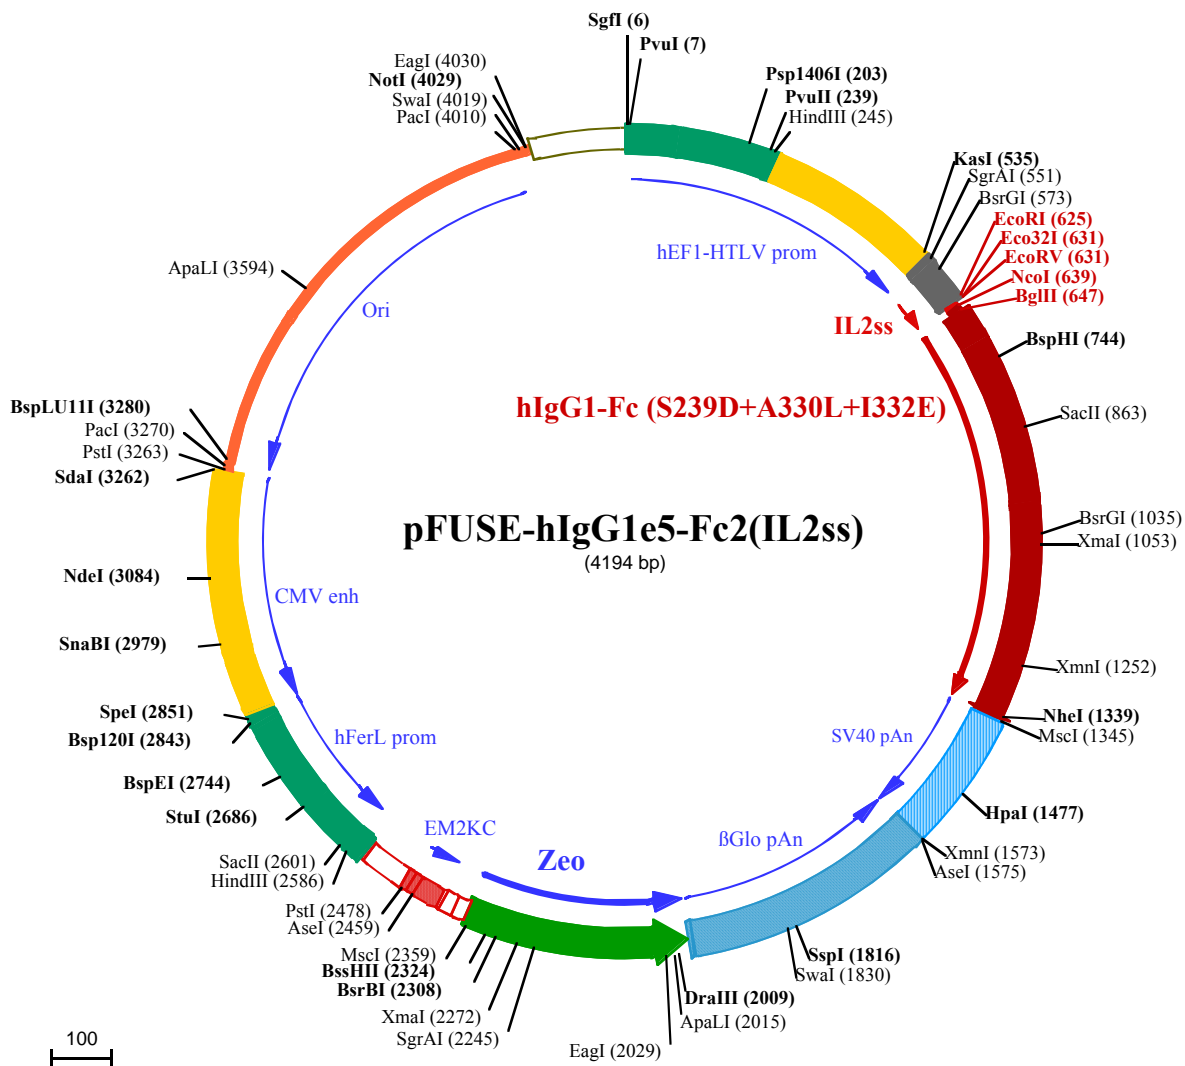 SgfI (6)
PvuI (7)
Psp1406I (203)
PvuII (239)
HindIII (245)
KasI (535)
SgrAI (551)
BsrGI (573)
EcoRI (625)
Eco32I (631)
EcoRV (631)
NcoI (639)
BglII (647)
BspHI (744)
SacII (863)
BsrGI (1035)
XmaI (1053)
XmnI (1252)
NheI (1339)
MscI (1345)
HpaI (1477)
XmnI (1573)
AseI (1575)
SspI (1816)
SwaI (1830)
DraIII (2009)
ApaLI (2015)
EagI (2029)
SgrAI (2245)
XmaI (2272)
BsrBI (2308)
BssHII (2324)
MscI (2359)
AseI (2459)
PstI (2478)
HindIII (2586)
SacII (2601)
StuI (2686)
BspEI (2744)
Bsp120I (2843)
SpeI (2851)
SnaBI (2979)
NdeI (3084)
SdaI (3262)
PstI (3263)
PacI (3270)
BspLU11I (3280)
ApaLI (3594)
PacI (4010)
SwaI (4019)
NotI (4029)
EagI (4030)
hEF1-HTLV prom
IL2ss
hIgG1-Fc (S239D+A330L+I332E)
pFUSE-hIgG1e5-Fc2(IL2ss)
(4194 bp)
SV40 pAn
ßGlo pAn
Zeo
EM2KC
hFerL prom
CMV enh
Ori
100